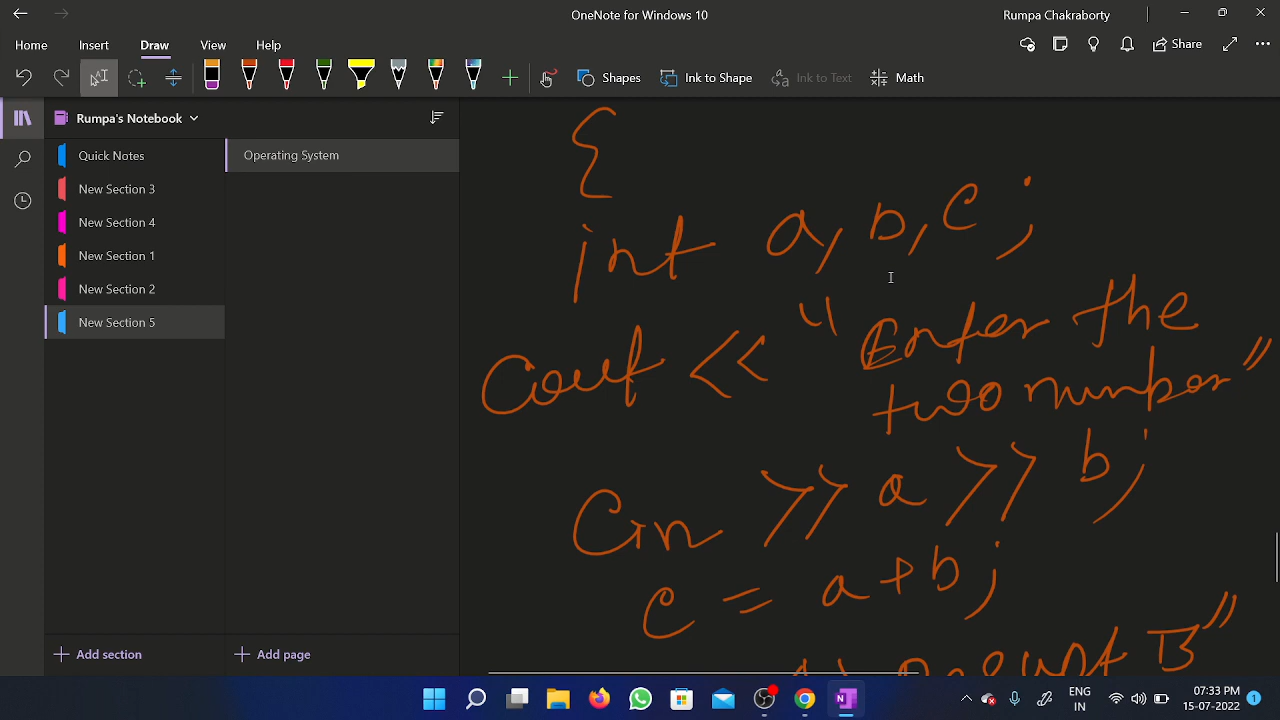 OneNote for Windows 10
Rumpa Chakraborty
Home Insert Draw View Help
Share
Shapes Ink to Shape Ink to Text Math
Rumpa's Notebook
Quick Notes
New Section 3
New Section 4
New Section 1
New Section 2
New Section 5
Add section
Operating System
Add page
{
int a, b, c ;
Cout << "Enter the
two number"
Cin >> a >> b;
c = a + b;
ENG
IN
07:33 PM
15-07-2022
1